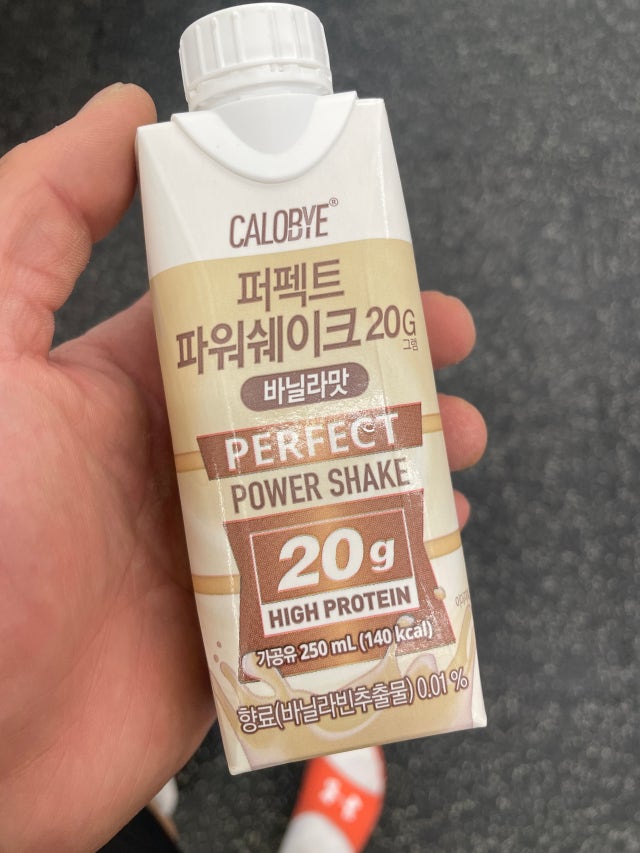 CALOBYE®
퍼펙트
파워쉐이크 20G
그램
바닐라맛
PERFECT
POWER SHAKE
20g
HIGH PROTEIN
가공유 250 mL (140 kcal)
향료(바닐라빈추출물) 0.01 %